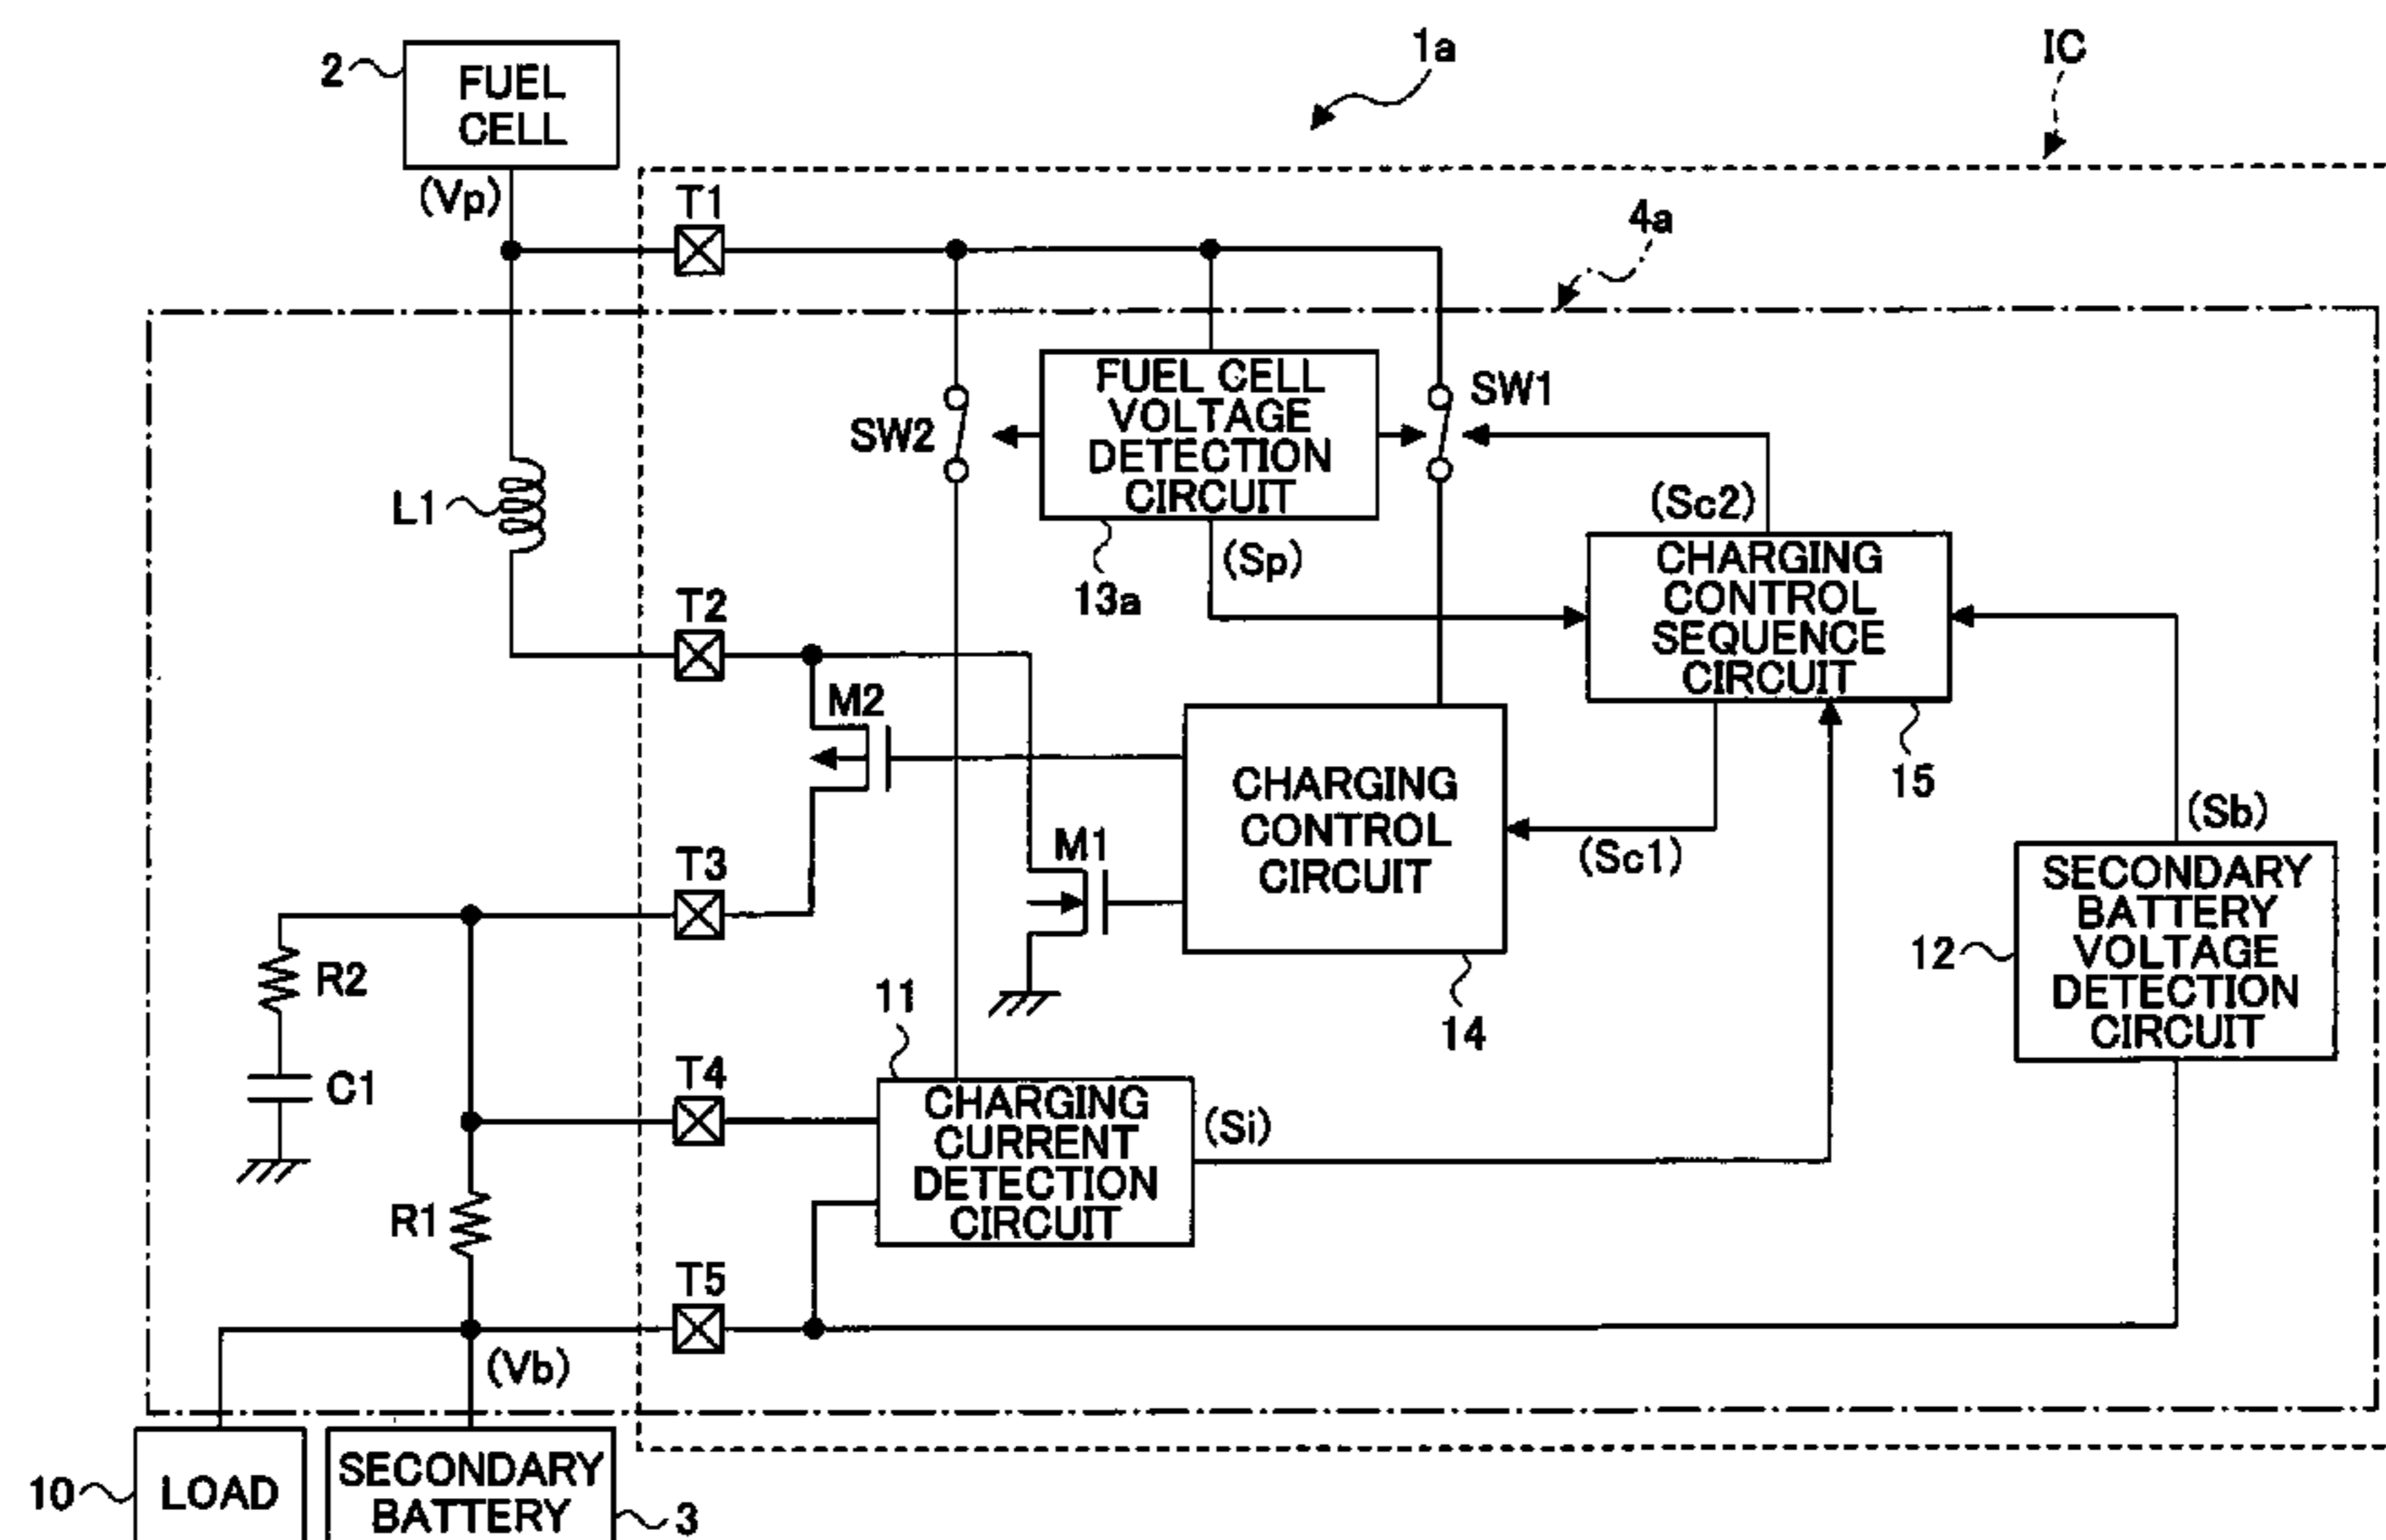 1a
IC
2
FUEL
CELL
(Vp)
T1
4a
FUEL CELL
VOLTAGE
DETECTION
CIRCUIT
SW1
SW2
L1
(Sc2)
(Sp)
13a
CHARGING
CONTROL
SEQUENCE
CIRCUIT
T2
M2
15
CHARGING
CONTROL
CIRCUIT
(Sb)
M1
(Sc1)
T3
SECONDARY
BATTERY
VOLTAGE
DETECTION
CIRCUIT
12
R2
11
14
C1
T4
CHARGING
CURRENT
DETECTION
CIRCUIT
(Si)
R1
T5
(Vb)
10
LOAD
SECONDARY
BATTERY
3